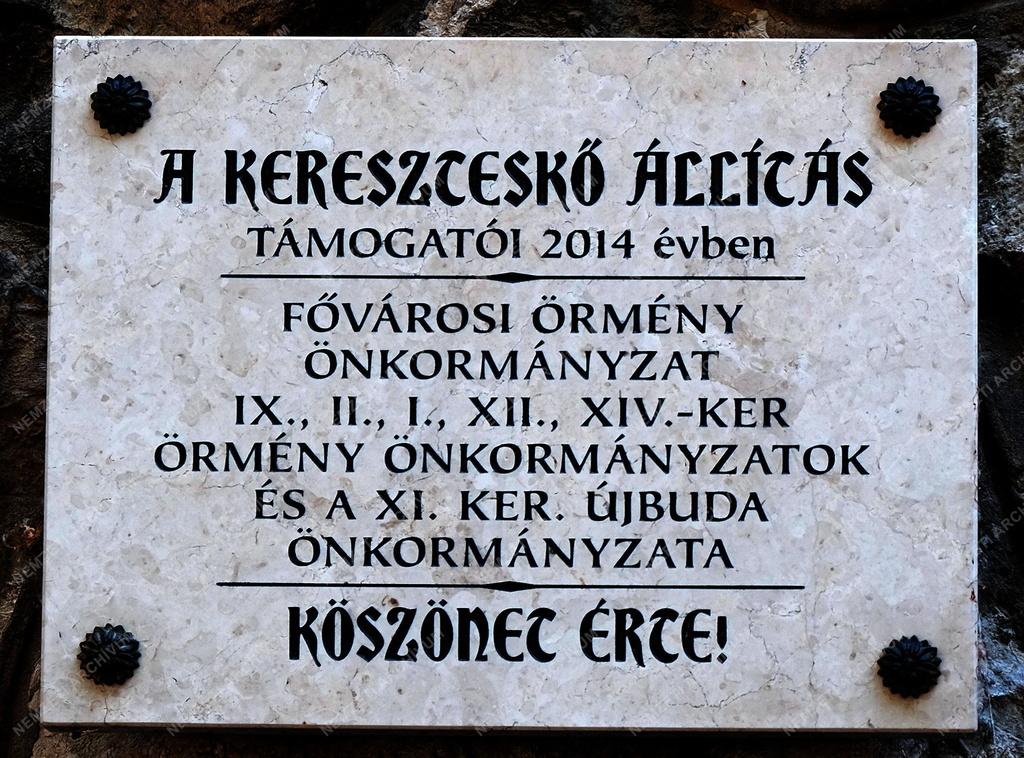 A KERESZTESKŐ ÁLLÍTÁS
TÁMOGATÓI 2014 évben
FŐVÁROSI ÖRMÉNY
ÖNKORMÁNYZAT
IX., II., I., XII., XIV.-KER
ÖRMÉNY ÖNKORMÁNYZATOK
ÉS A XI. KER. ÚJBUDA
ÖNKORMÁNYZATA
KÖSZÖNET ÉRTE!